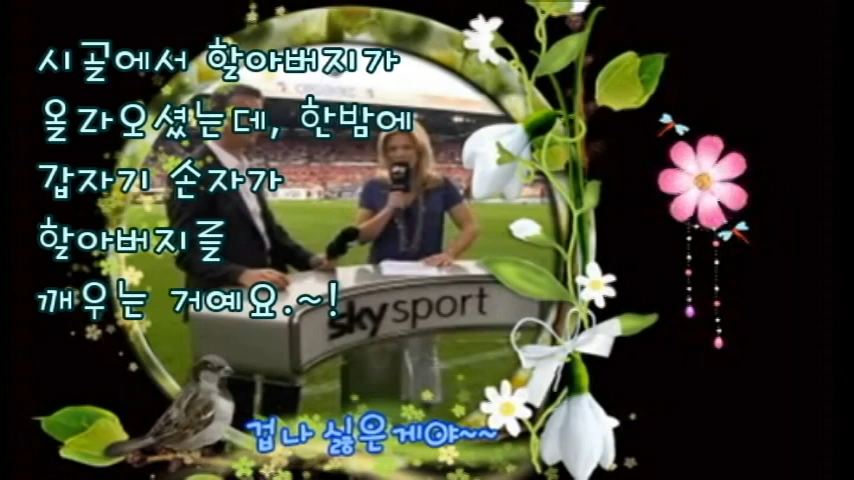 시골에서 할아버지가
올라오셨는데, 한밤에
갑자기 손자가
할아버지를
깨우는 거예요.~!
sky sport
겁나 싫은게야~~